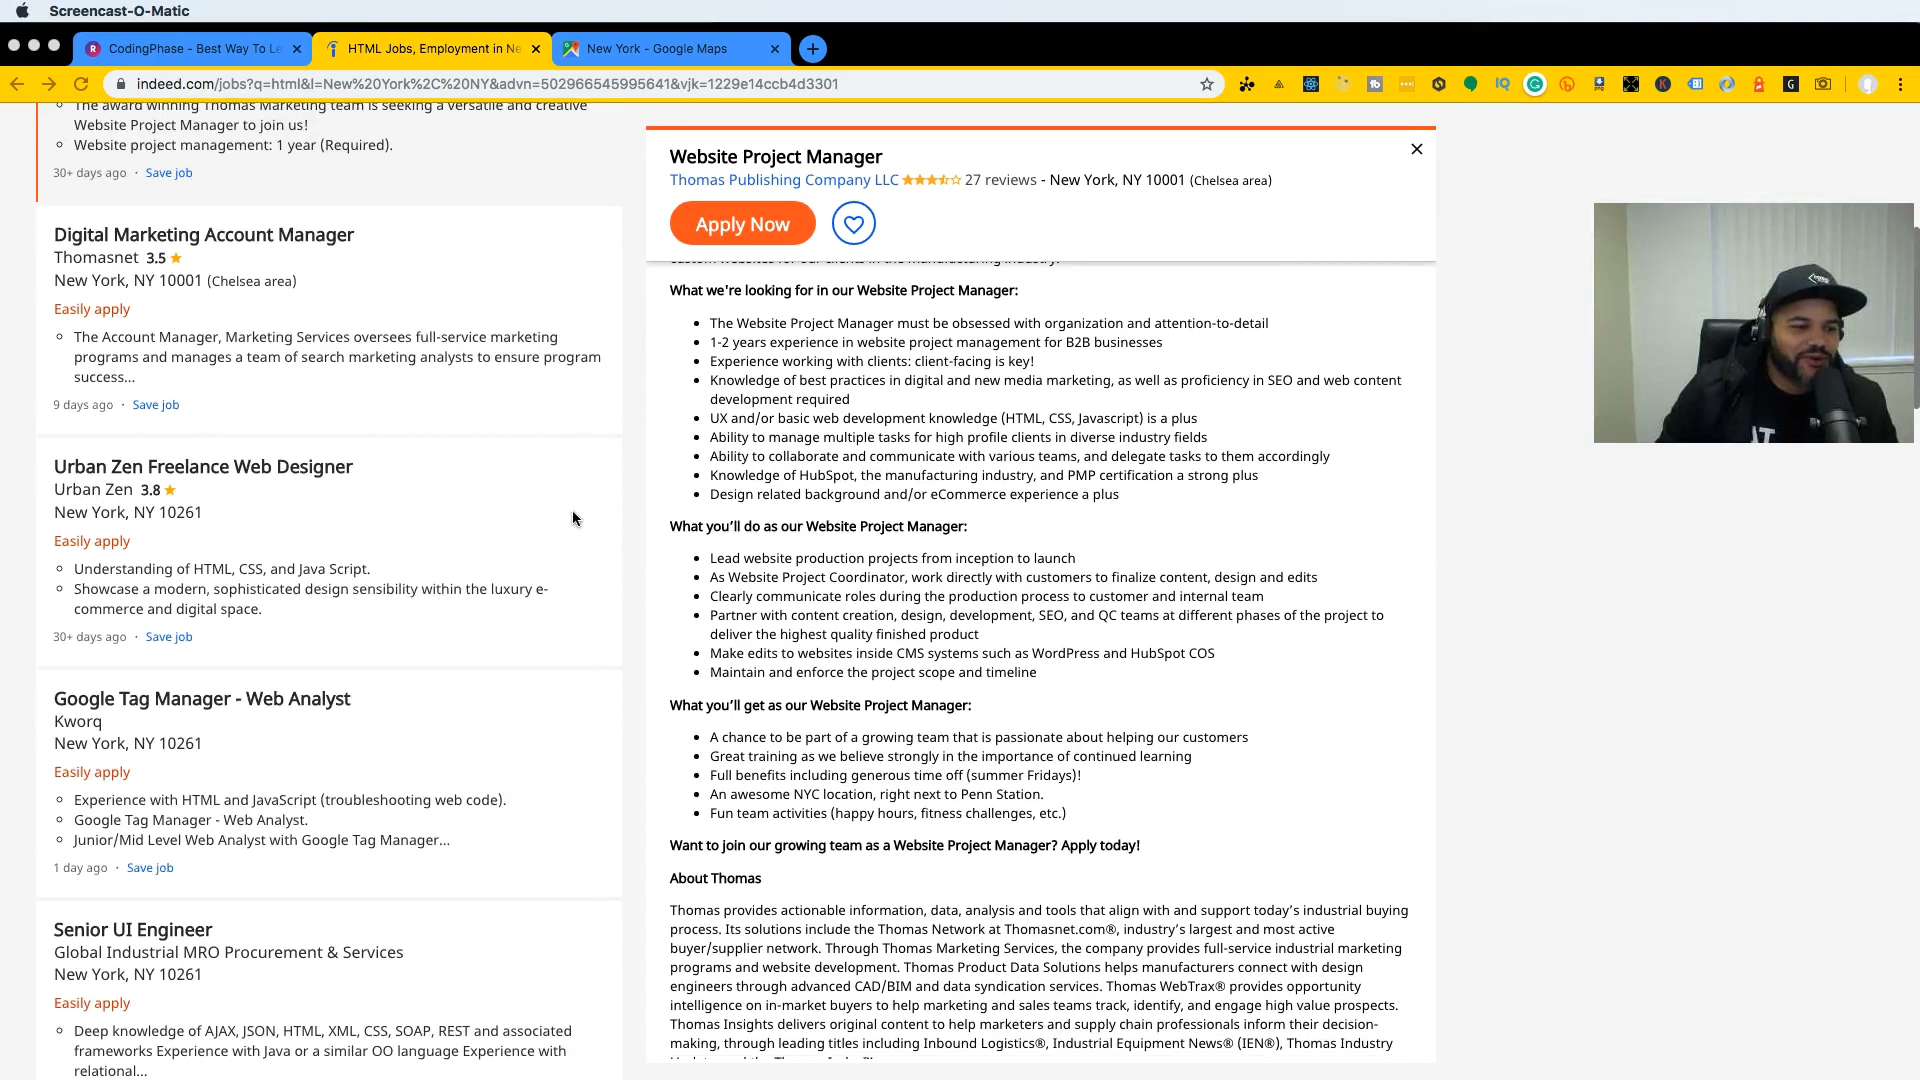 Screencast-O-Matic
CodingPhase - Best Way To Le
HTML Jobs, Employment in Ne
New York - Google Maps
indeed.com/jobs?q=html&l=New%20York%2C%20NY&advn=502966545995641&vjk=1229e14ccb4d3301
The award winning Thomas Marketing team is seeking a versatile and creative
Website Project Manager to join us!
Website project management: 1 year (Required).
30+ days ago · Save job
Digital Marketing Account Manager
Thomasnet 3.5
New York, NY 10001 (Chelsea area)
Easily apply
The Account Manager, Marketing Services oversees full-service marketing
programs and manages a team of search marketing analysts to ensure program
success...
9 days ago · Save job
Urban Zen Freelance Web Designer
Urban Zen 3.8
New York, NY 10261
Easily apply
Understanding of HTML, CSS, and Java Script.
Showcase a modern, sophisticated design sensibility within the luxury e-
commerce and digital space.
30+ days ago · Save job
Google Tag Manager - Web Analyst
Kworq
New York, NY 10261
Easily apply
Experience with HTML and JavaScript (troubleshooting web code).
Google Tag Manager - Web Analyst.
Junior/Mid Level Web Analyst with Google Tag Manager...
1 day ago · Save job
Senior UI Engineer
Global Industrial MRO Procurement & Services
New York, NY 10261
Easily apply
Deep knowledge of AJAX, JSON, HTML, XML, CSS, SOAP, REST and associated
frameworks Experience with Java or a similar OO language Experience with
relational...
Website Project Manager
Thomas Publishing Company LLC 27 reviews - New York, NY 10001 (Chelsea area)
Apply Now
custom websites for our clients in the manufacturing industry.
What we're looking for in our Website Project Manager:
The Website Project Manager must be obsessed with organization and attention-to-detail
1-2 years experience in website project management for B2B businesses
Experience working with clients: client-facing is key!
Knowledge of best practices in digital and new media marketing, as well as proficiency in SEO and web content
development required
UX and/or basic web development knowledge (HTML, CSS, Javascript) is a plus
Ability to manage multiple tasks for high profile clients in diverse industry fields
Ability to collaborate and communicate with various teams, and delegate tasks to them accordingly
Knowledge of HubSpot, the manufacturing industry, and PMP certification a strong plus
Design related background and/or eCommerce experience a plus
What you’ll do as our Website Project Manager:
Lead website production projects from inception to launch
As Website Project Coordinator, work directly with customers to finalize content, design and edits
Clearly communicate roles during the production process to customer and internal team
Partner with content creation, design, development, SEO, and QC teams at different phases of the project to
deliver the highest quality finished product
Make edits to websites inside CMS systems such as WordPress and HubSpot COS
Maintain and enforce the project scope and timeline
What you’ll get as our Website Project Manager:
A chance to be part of a growing team that is passionate about helping our customers
Great training as we believe strongly in the importance of continued learning
Full benefits including generous time off (summer Fridays)!
An awesome NYC location, right next to Penn Station.
Fun team activities (happy hours, fitness challenges, etc.)
Want to join our growing team as a Website Project Manager? Apply today!
About Thomas
Thomas provides actionable information, data, analysis and tools that align with and support today’s industrial buying
process. Its solutions include the Thomas Network at Thomasnet.com®, industry’s largest and most active
buyer/supplier network. Through Thomas Marketing Services, the company provides full-service industrial marketing
programs and website development. Thomas Product Data Solutions helps manufacturers connect with design
engineers through advanced CAD/BIM and data syndication services. Thomas WebTrax® provides opportunity
intelligence on in-market buyers to help marketing and sales teams track, identify, and engage high value prospects.
Thomas Insights delivers original content to help marketers and supply chain professionals inform their decision-
making, through leading titles including Inbound Logistics®, Industrial Equipment News® (IEN®), Thomas Industry